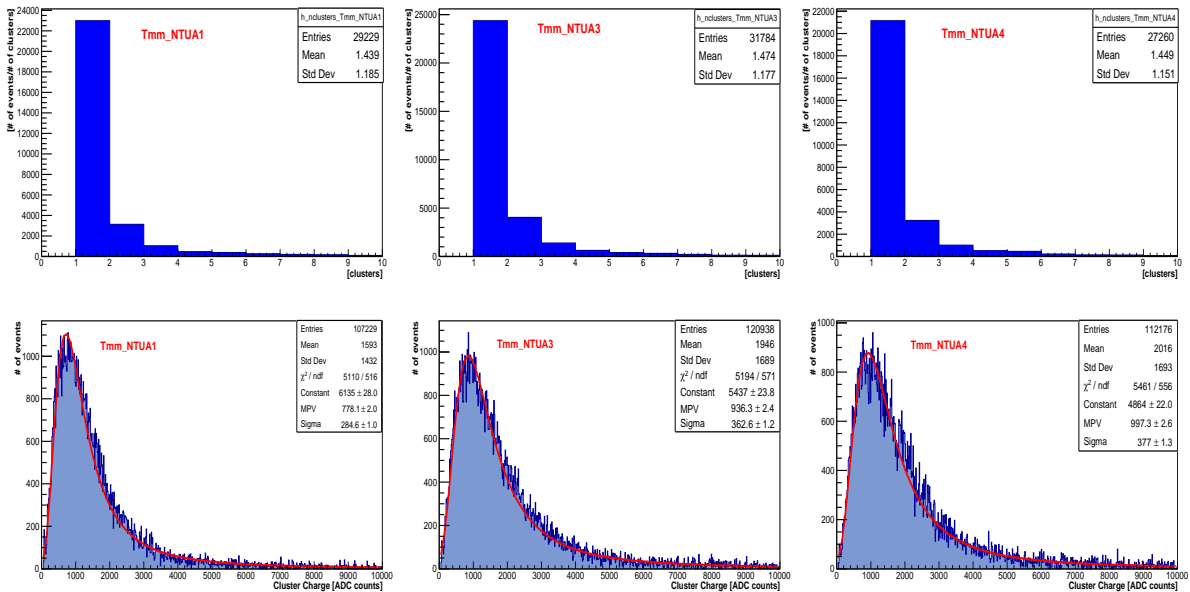 24000
22000
20000
18000
16000
14000
12000
10000
8000
6000
4000
2000
0
[# of events/# of clusters]
Tmm_NTUA1
h_nclusters_Tmm_NTUA1
Entries 29229
Mean 1.439
Std Dev 1.185
0 1 2 3 4 5 6 7 8 9 10
[clusters]
25000
20000
15000
10000
5000
0
[# of events/# of clusters]
Tmm_NTUA3
h_nclusters_Tmm_NTUA3
Entries 31784
Mean 1.474
Std Dev 1.177
0 1 2 3 4 5 6 7 8 9 10
[clusters]
22000
20000
18000
16000
14000
12000
10000
8000
6000
4000
2000
0
[# of events/# of clusters]
Tmm_NTUA4
h_nclusters_Tmm_NTUA4
Entries 27260
Mean 1.449
Std Dev 1.151
0 1 2 3 4 5 6 7 8 9 10
[clusters]
# of events
1000
800
600
400
200
0
Tmm_NTUA1
Entries 107229
Mean 1593
Std Dev 1432
χ² / ndf 5110 / 516
Constant 6135 ± 28.0
MPV 778.1 ± 2.0
Sigma 284.6 ± 1.0
0 1000 2000 3000 4000 5000 6000 7000 8000 9000 10000
Cluster Charge [ADC counts]
# of events
1000
800
600
400
200
0
Tmm_NTUA3
Entries 120938
Mean 1946
Std Dev 1689
χ² / ndf 5194 / 571
Constant 5437 ± 23.8
MPV 936.3 ± 2.4
Sigma 362.6 ± 1.2
0 1000 2000 3000 4000 5000 6000 7000 8000 9000 10000
Cluster Charge [ADC counts]
# of events
1000
800
600
400
200
0
Tmm_NTUA4
Entries 112176
Mean 2016
Std Dev 1693
χ² / ndf 5461 / 556
Constant 4864 ± 22.0
MPV 997.3 ± 2.6
Sigma 377 ± 1.3
0 1000 2000 3000 4000 5000 6000 7000 8000 9000 10000
Cluster Charge [ADC counts]